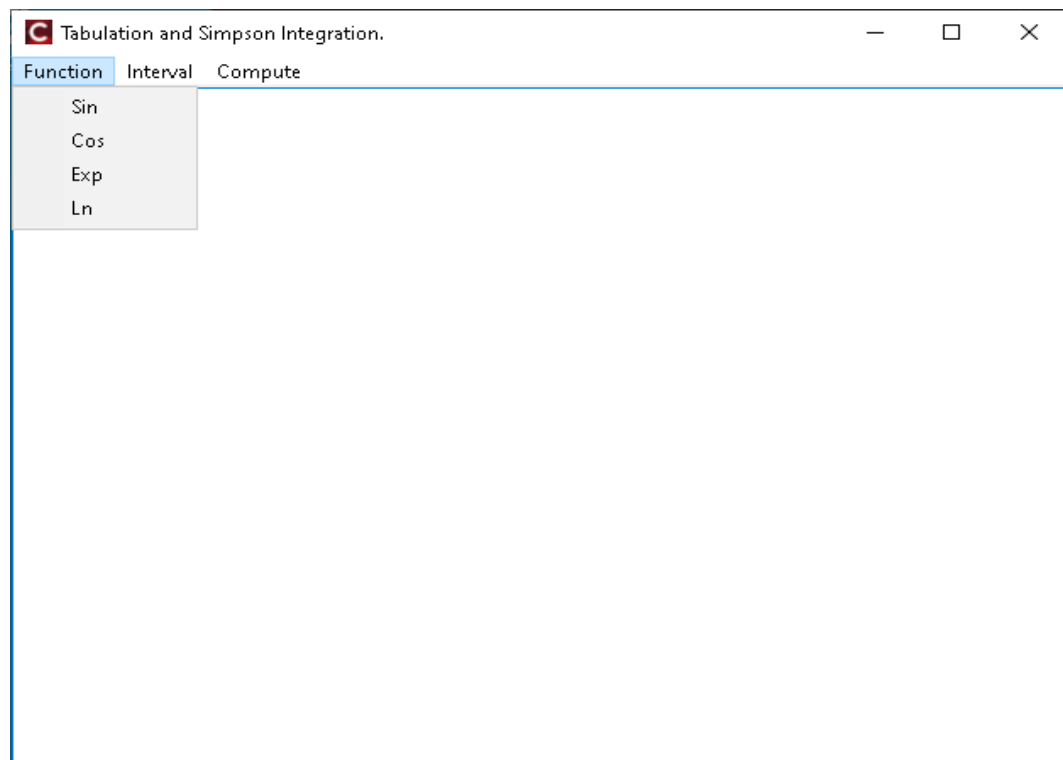 C Tabulation and Simpson Integration.
Function Interval Compute
Sin
Cos
Exp
Ln